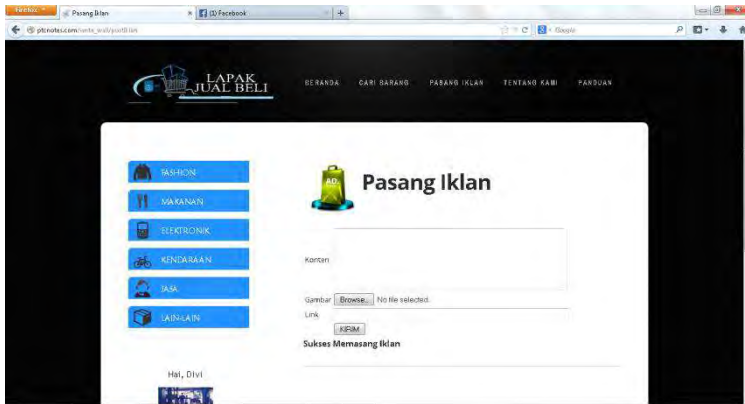 Pasang Iklan
(1) Facebook
Google
LAPAK
JUAL BELI
BERANDA CARI BARANG PASANG IKLAN TENTANG KAMI PANDUAN
FASHION
MAKANAN
ELEKTRONIK
KENDARAAN
JASA
LAIN-LAIN
AD.
Pasang Iklan
Konten
Gambar Browse... No file selected.
Link
KIRIM
Sukses Memasang Iklan
Hai, Divi